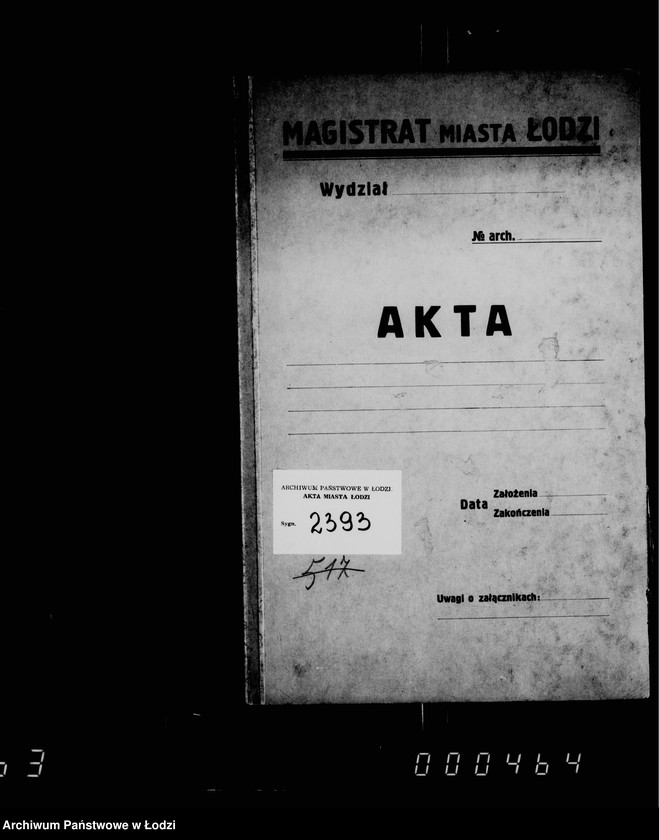 MAGISTRAT MIASTA ŁODZI
Wydział
№ arch.
AKTA
ARCHIWUM PAŃSTWOWE W ŁODZI
AKTA MIASTA ŁODZI
Sygn. 2393
517
Data
Założenia
Zakończenia
Uwagi o załącznikach:
3
000464
Archiwum Państwowe w Łodzi